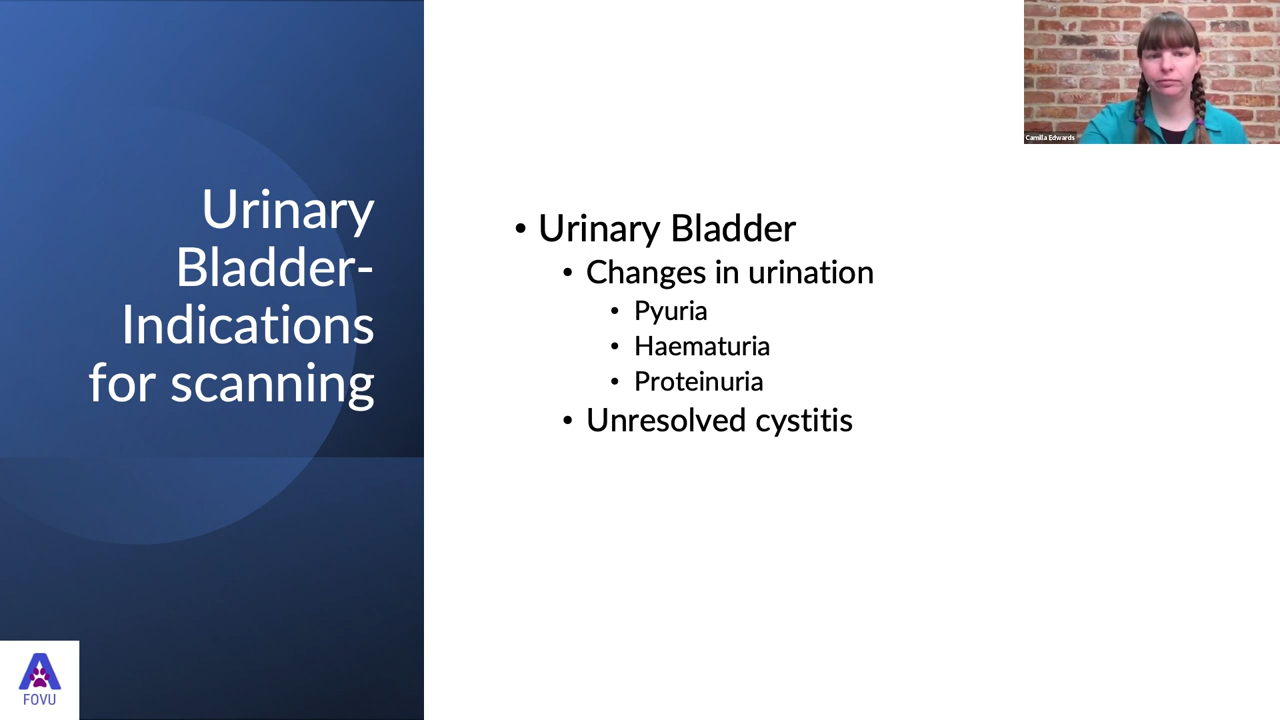 Urinary
Bladder-
Indications
for scanning
• Urinary Bladder
• Changes in urination
• Pyuria
• Haematuria
• Proteinuria
• Unresolved cystitis
Camilla Edwards
FOVU